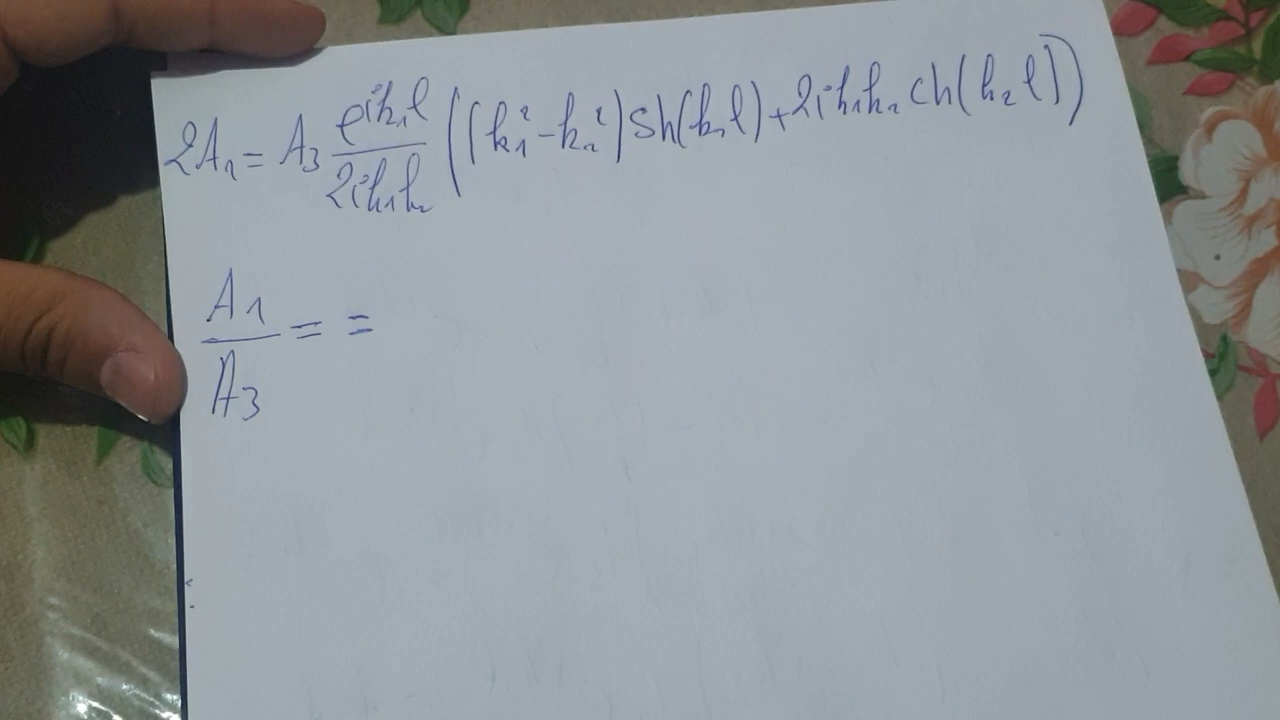 2A₁ = A₃ e^{ik₁l}/2ik₁k₂ ((k₁² - k₂²) sh(k₂l) + 2ik₁k₂ ch(k₂l))
A₁/A₃ = =